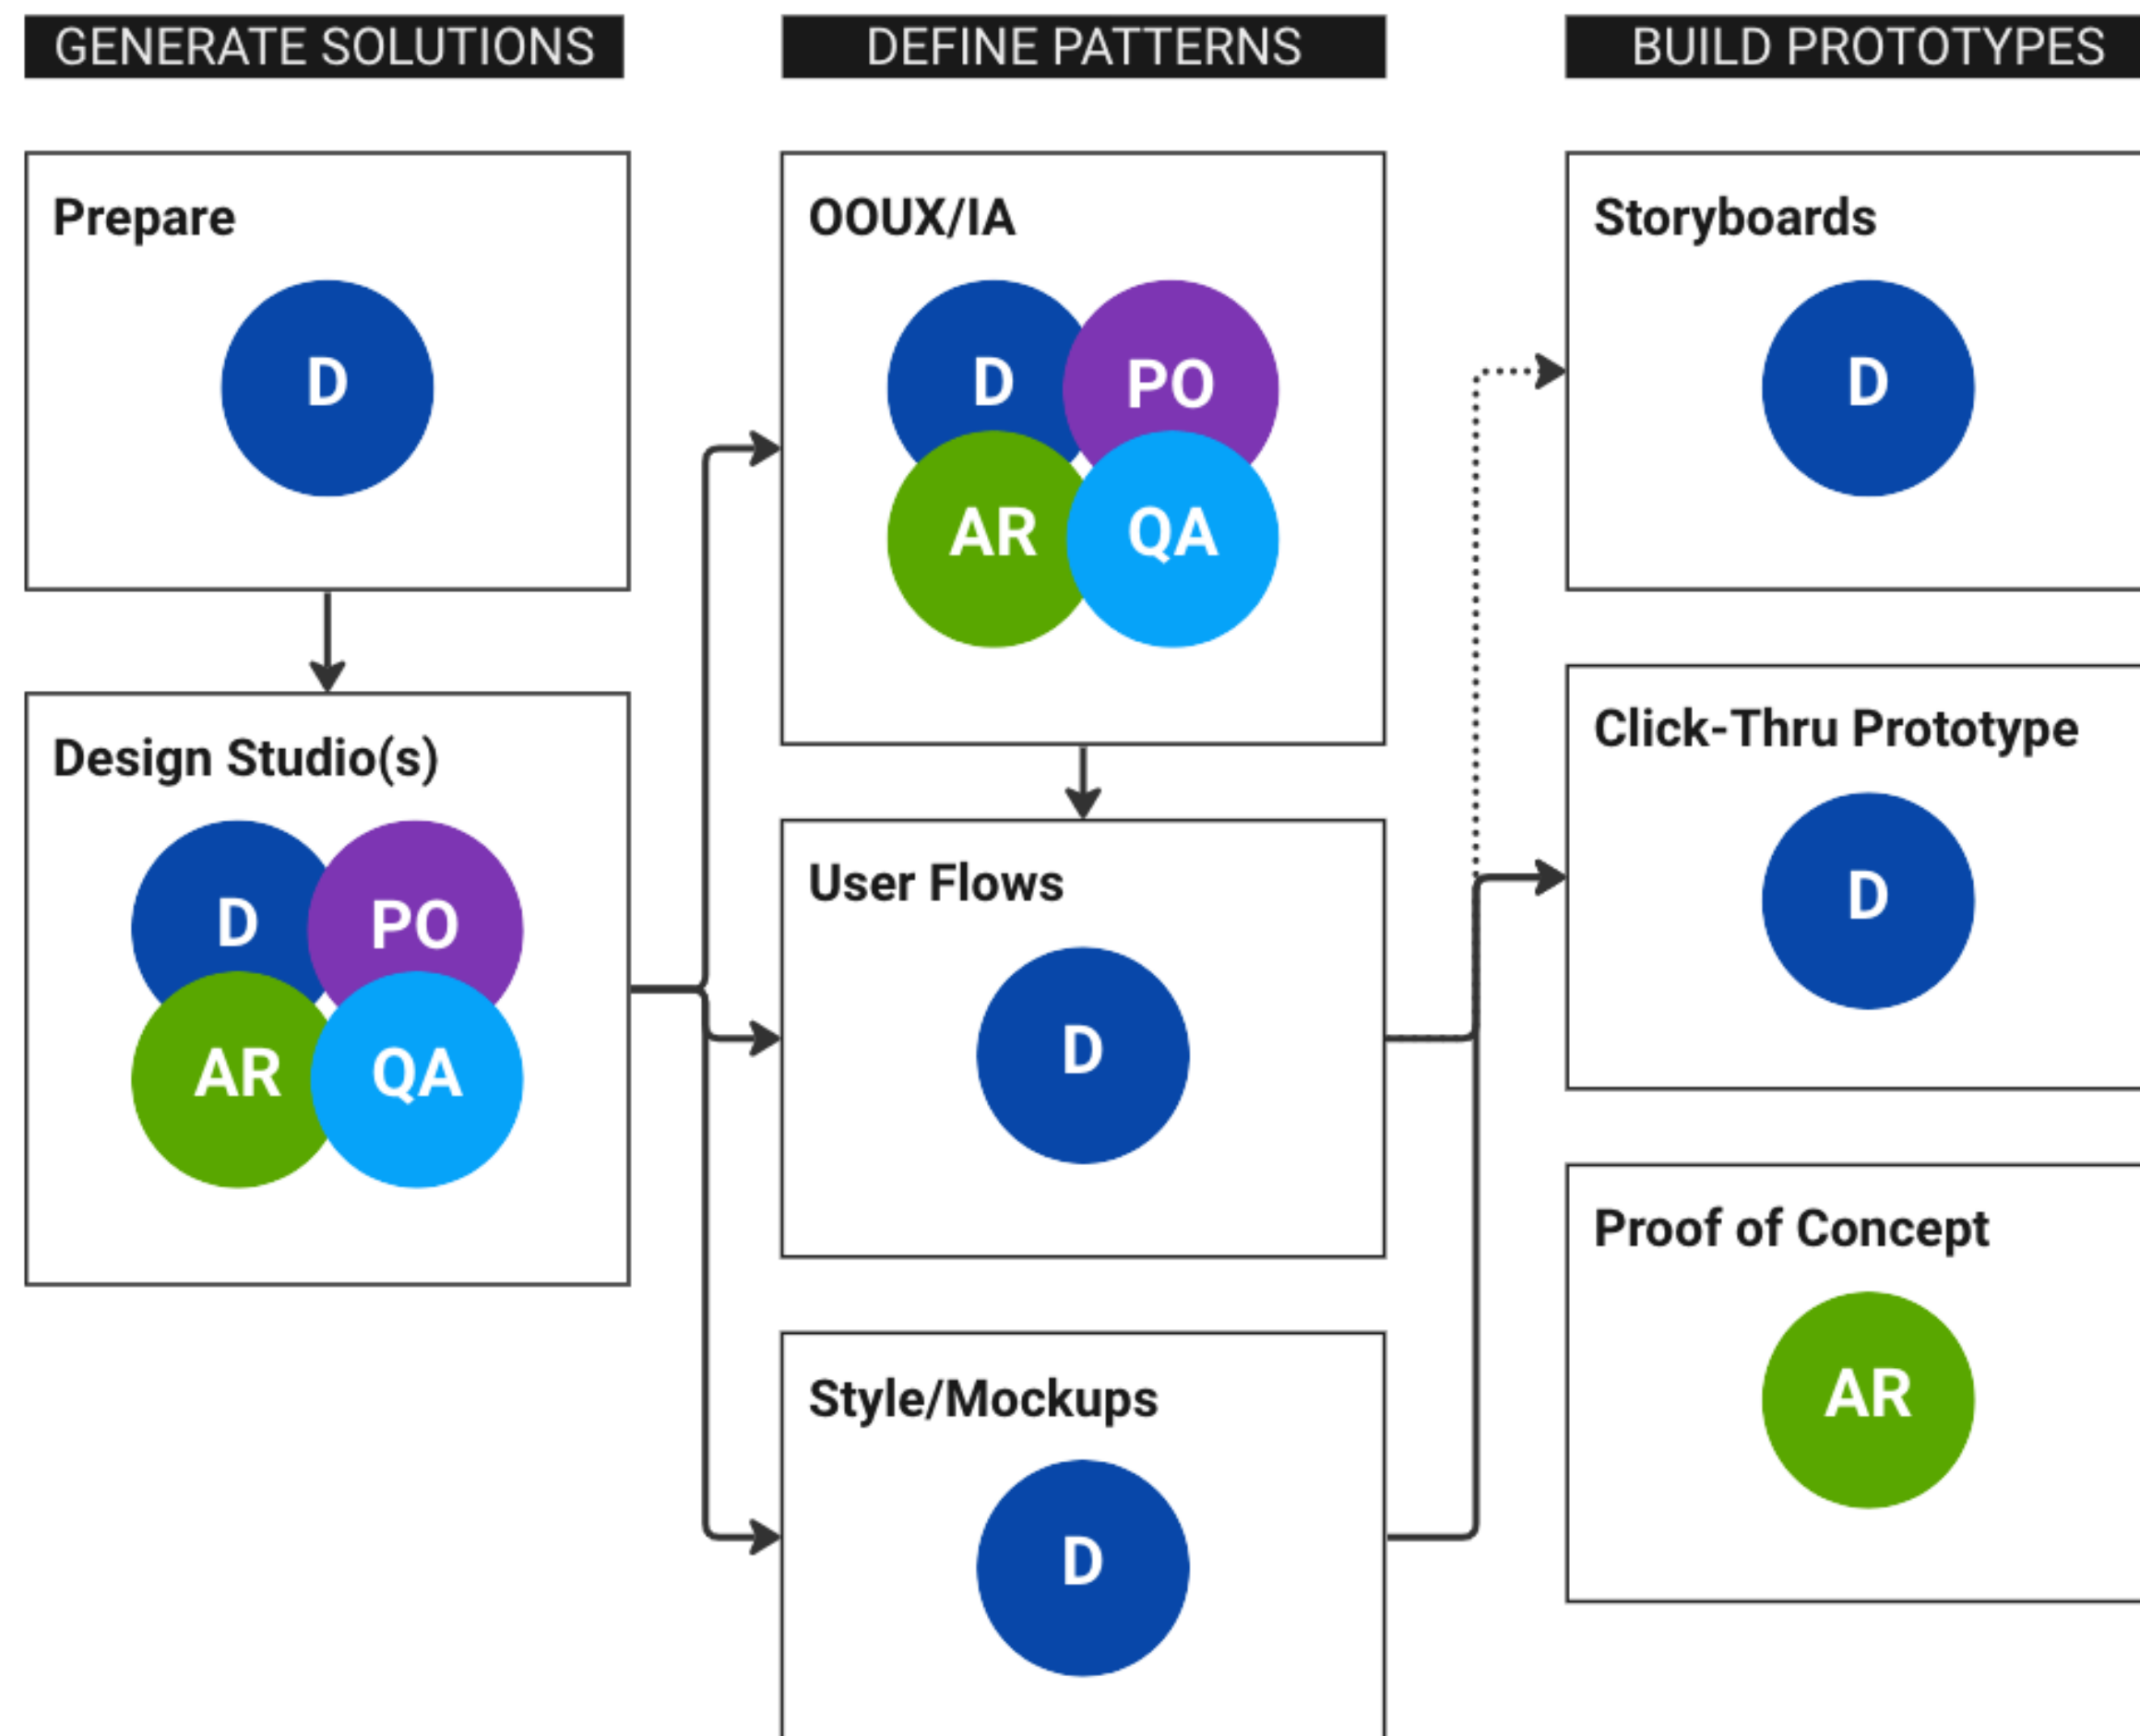 GENERATE SOLUTIONS
Prepare
D
Design Studio(s)
D
PO
AR
QA
DEFINE PATTERNS
OOUX/IA
D
PO
AR
QA
User Flows
D
Style/Mockups
D
BUILD PROTOTYPES
Storyboards
D
Click-Thru Prototype
D
Proof of Concept
AR